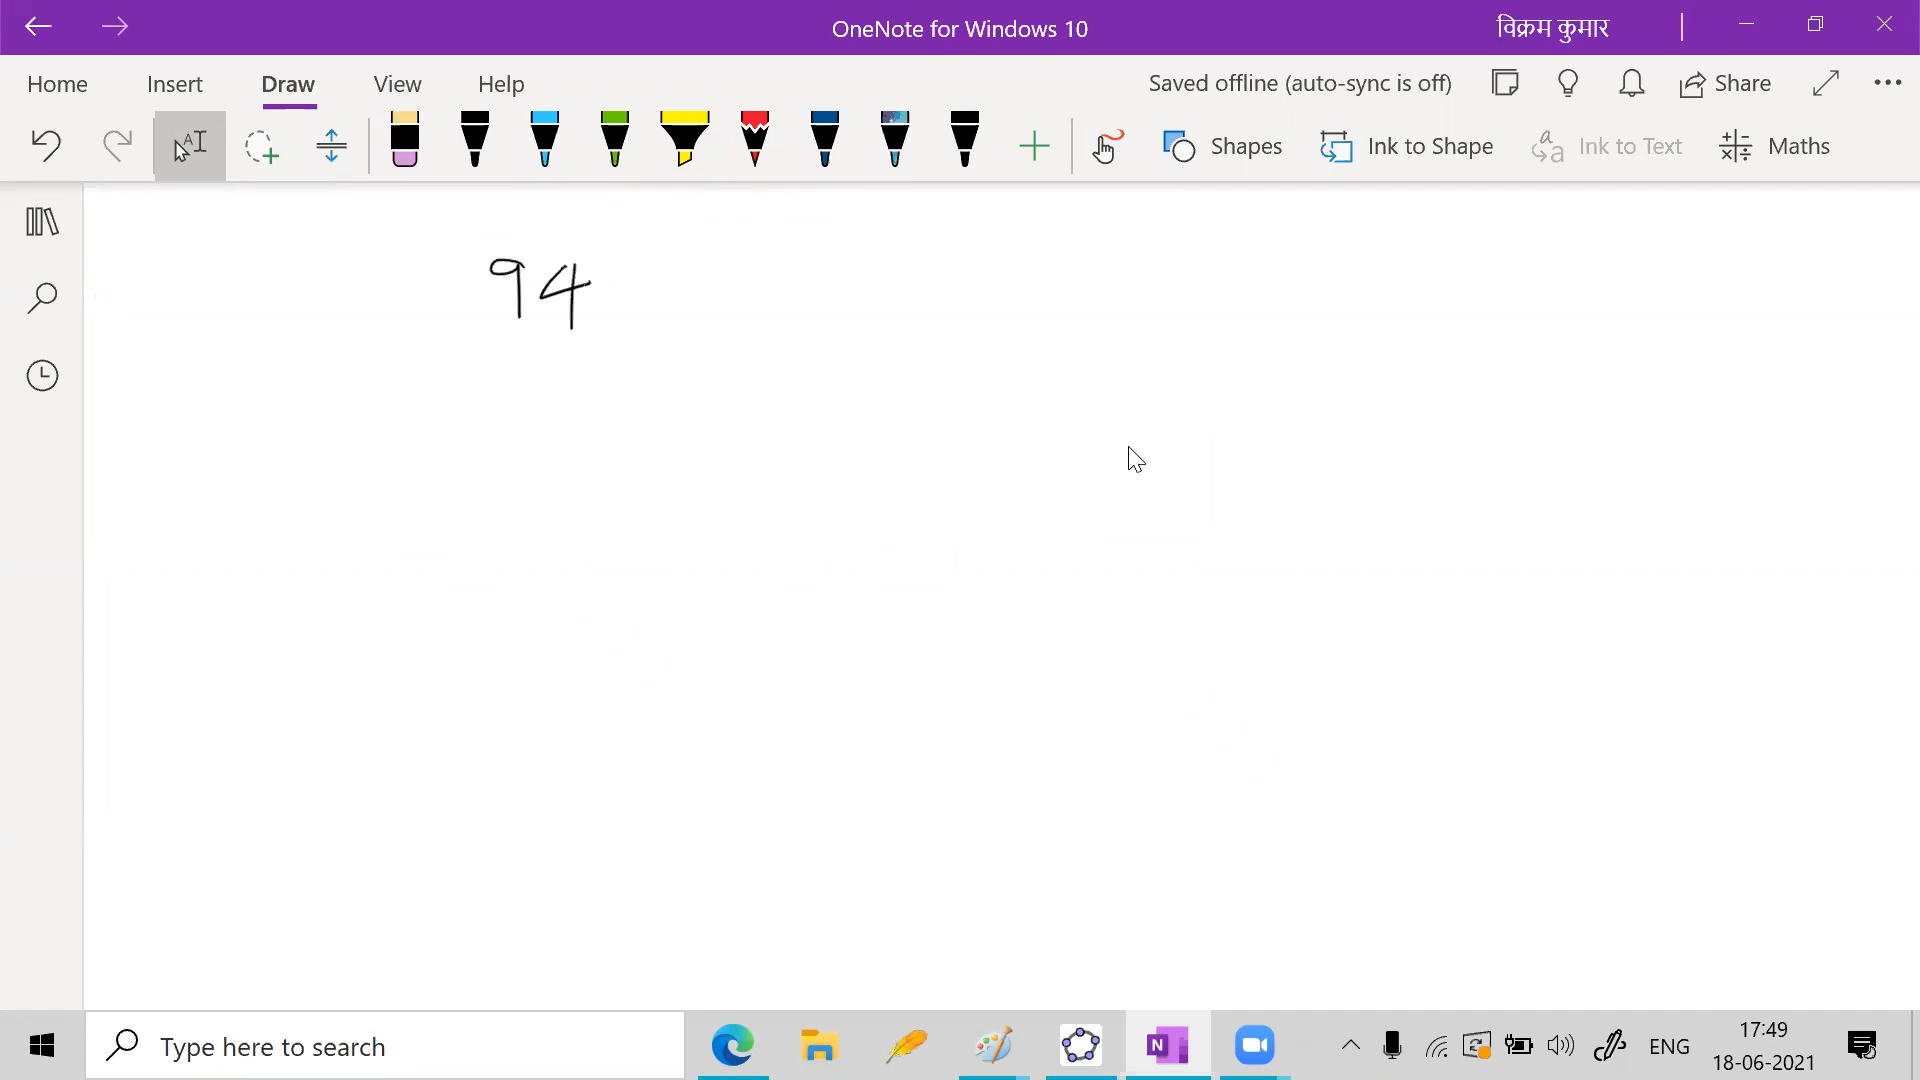 OneNote for Windows 10
विक्रम कुमार
Home Insert Draw View Help
Saved offline (auto-sync is off)
Share
Shapes
Ink to Shape
Ink to Text
Maths
94
Type here to search
ENG
17:49
18-06-2021